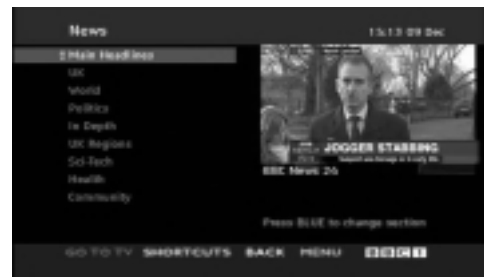 News 15:13 09 Dec
Main Headlines
UK
World
Politics
In Depth
UK Regions
Sci-Tech
Health
Community
JOGGER STABBING
BBC News 24
Press BLUE to change section
GO TO TV SHORTCUTS BACK MENU BBCi